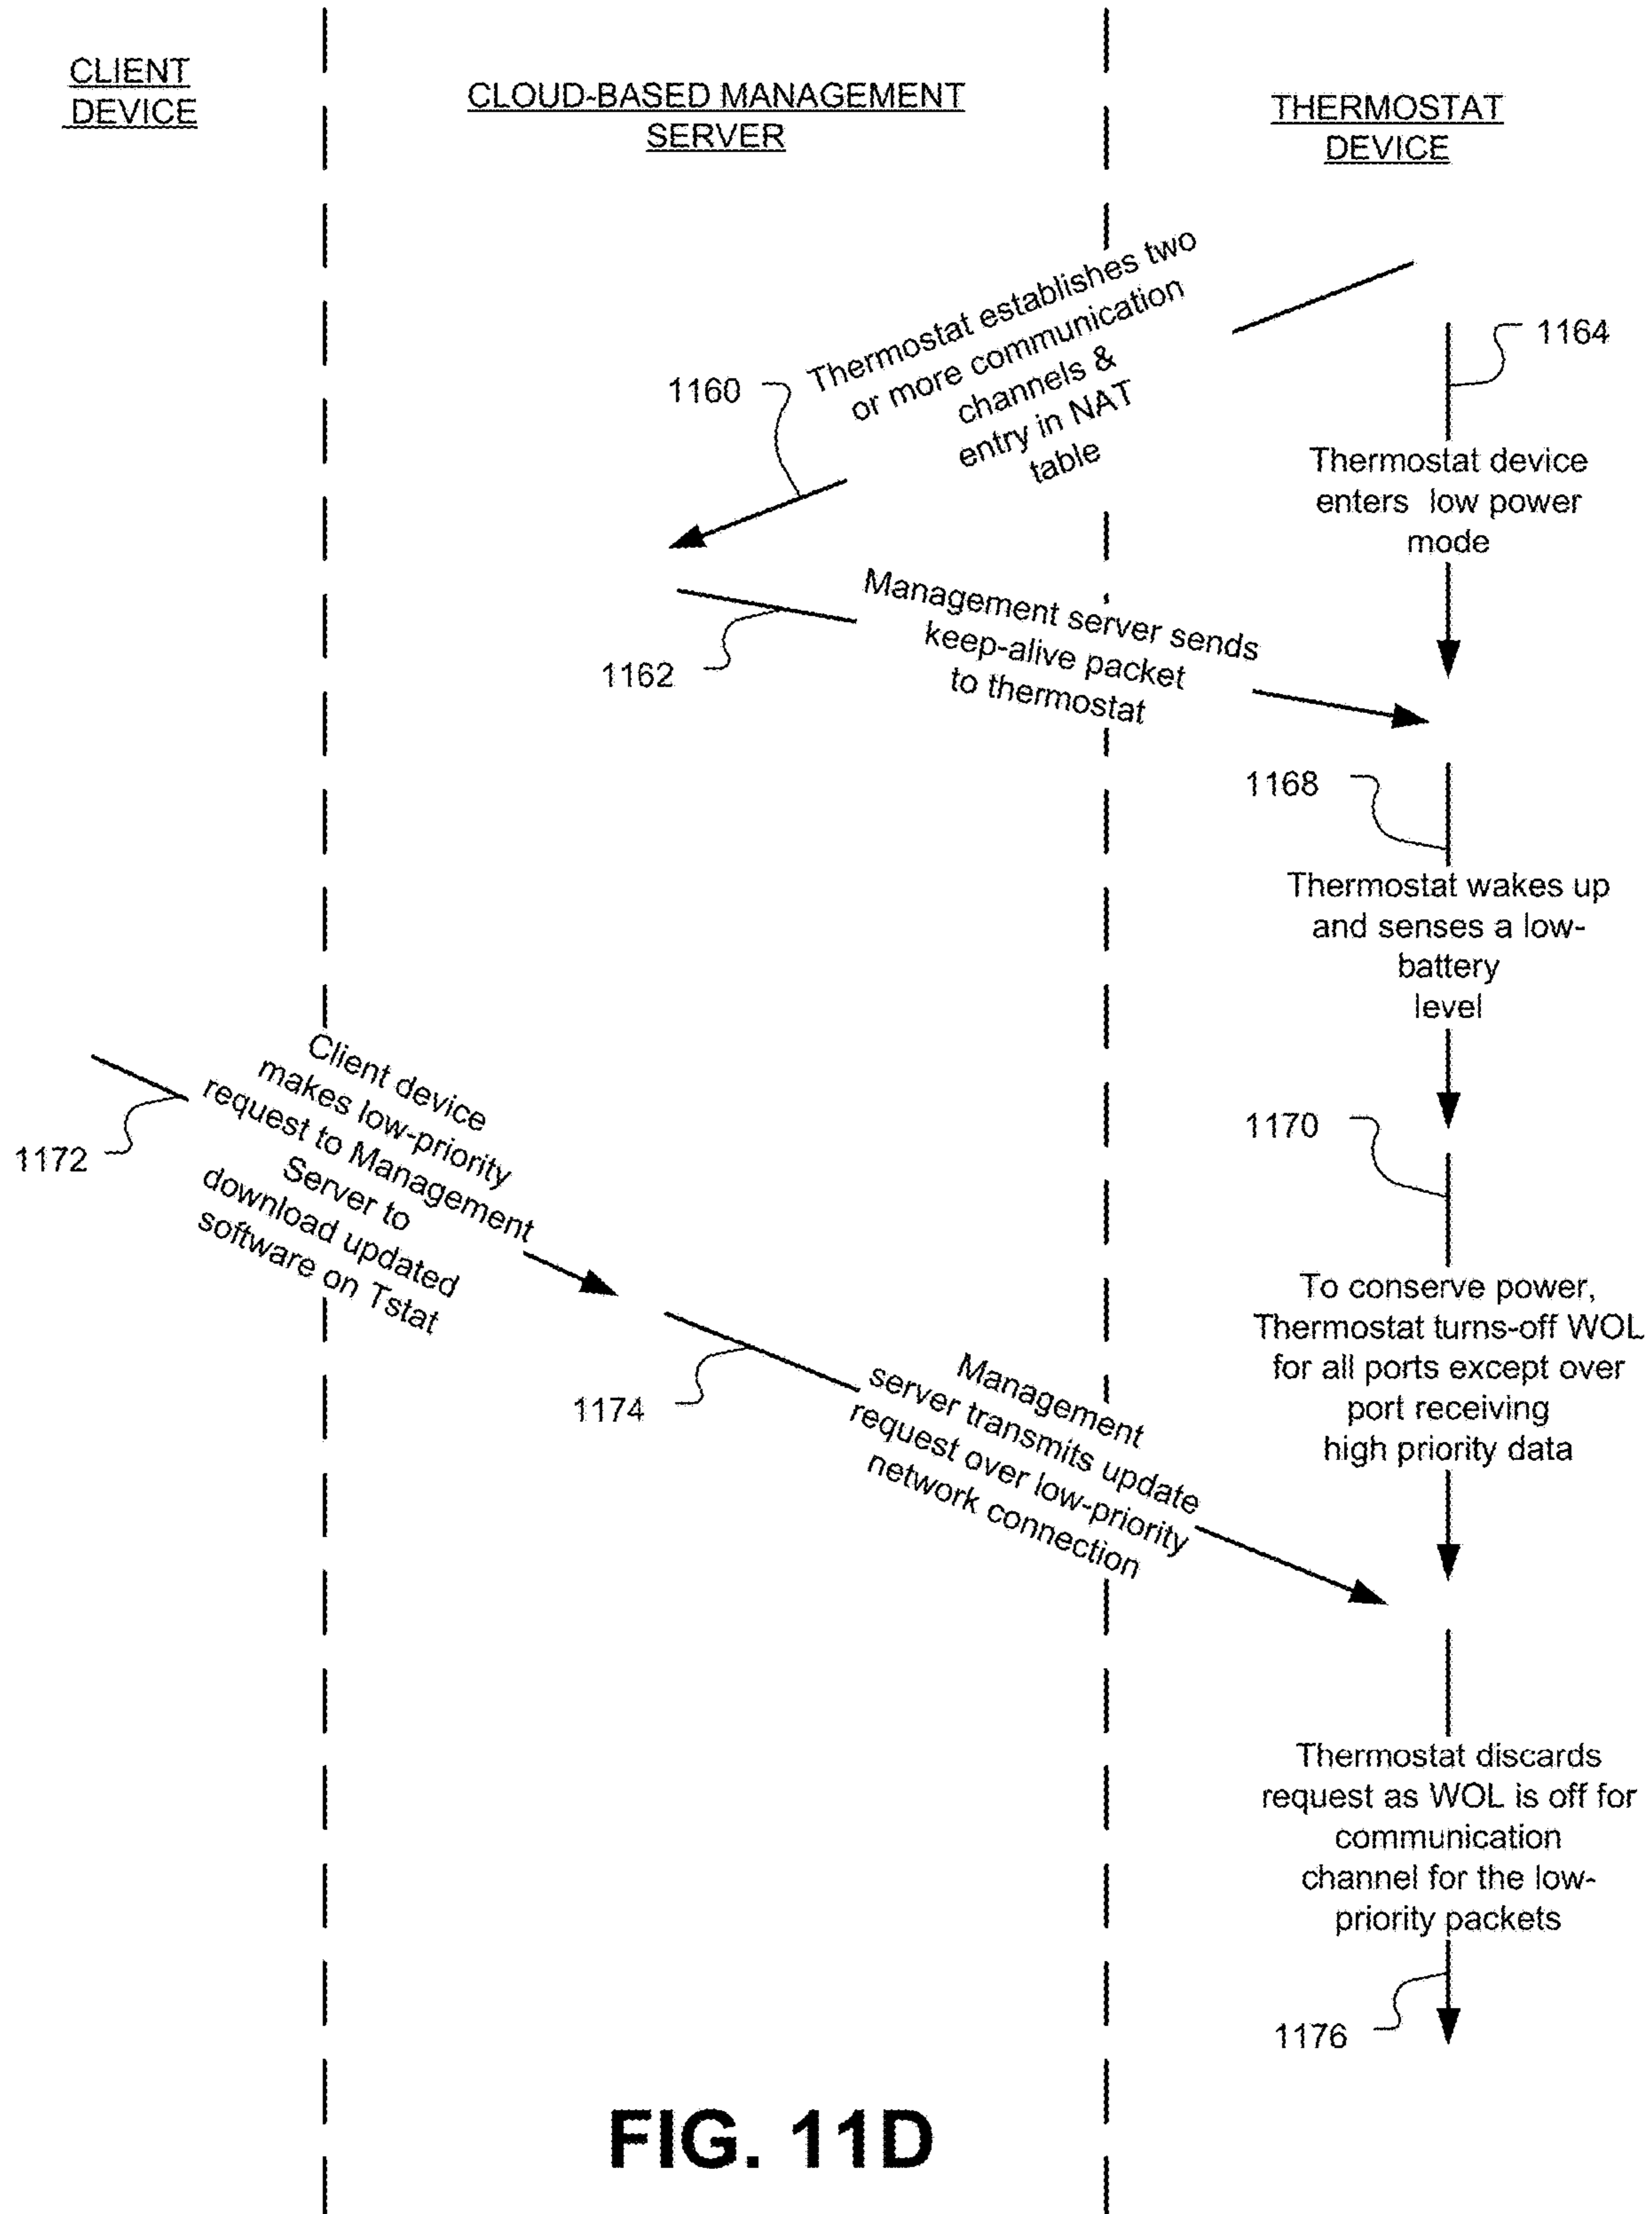 CLIENT
DEVICE
CLOUD-BASED MANAGEMENT
SERVER
THERMOSTAT
DEVICE
Thermostat establishes two
or more communication
channels &
entry in NAT
table
1160
1164
Thermostat device
enters low power
mode
Management server sends
keep-alive packet
to thermostat
1162
1168
Thermostat wakes up
and senses a low-
battery
level
Client device
makes low-priority
request to Management
Server to
download updated
software on Tstat
1172
1170
To conserve power,
Thermostat turns-off WOL
for all ports except over
port receiving
high priority data
Management
server transmits update
request over low-priority
network connection
1174
Thermostat discards
request as WOL is off for
communication
channel for the low-
priority packets
1176
FIG. 11D